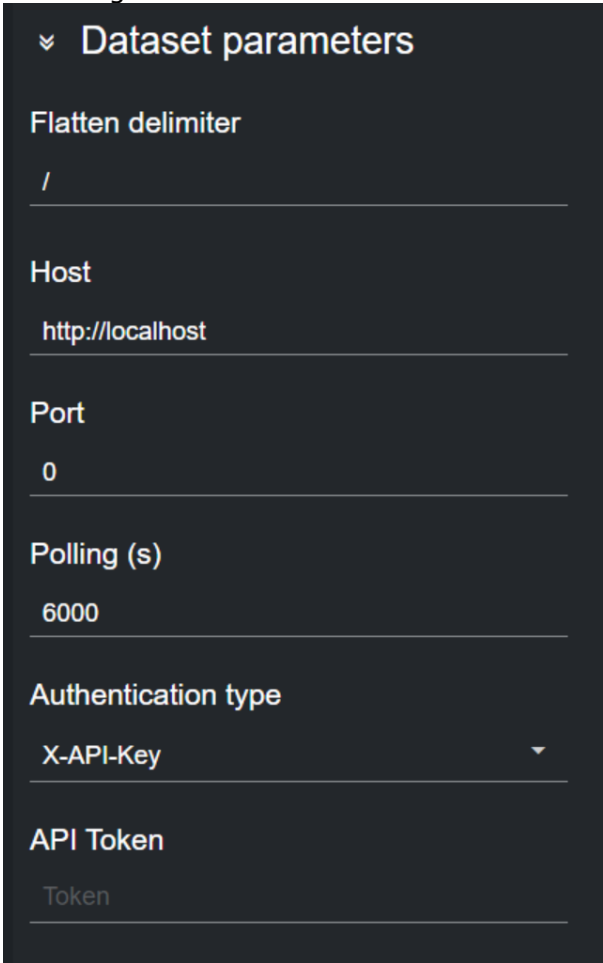 Dataset parameters
Flatten delimiter
/
Host
http://localhost
Port
0
Polling (s)
6000
Authentication type
X-API-Key
API Token
Token